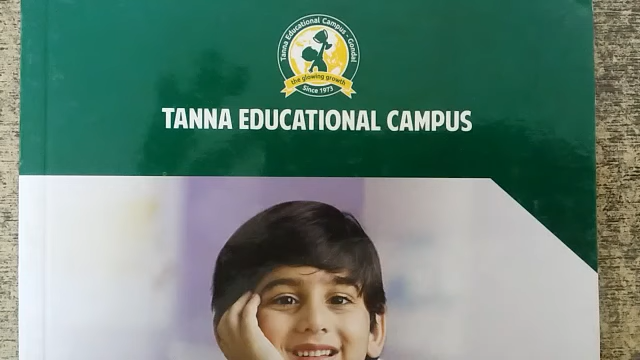 Tanna Educational Campus - Gondal
the glowing growth
Since 1973
TANNA EDUCATIONAL CAMPUS